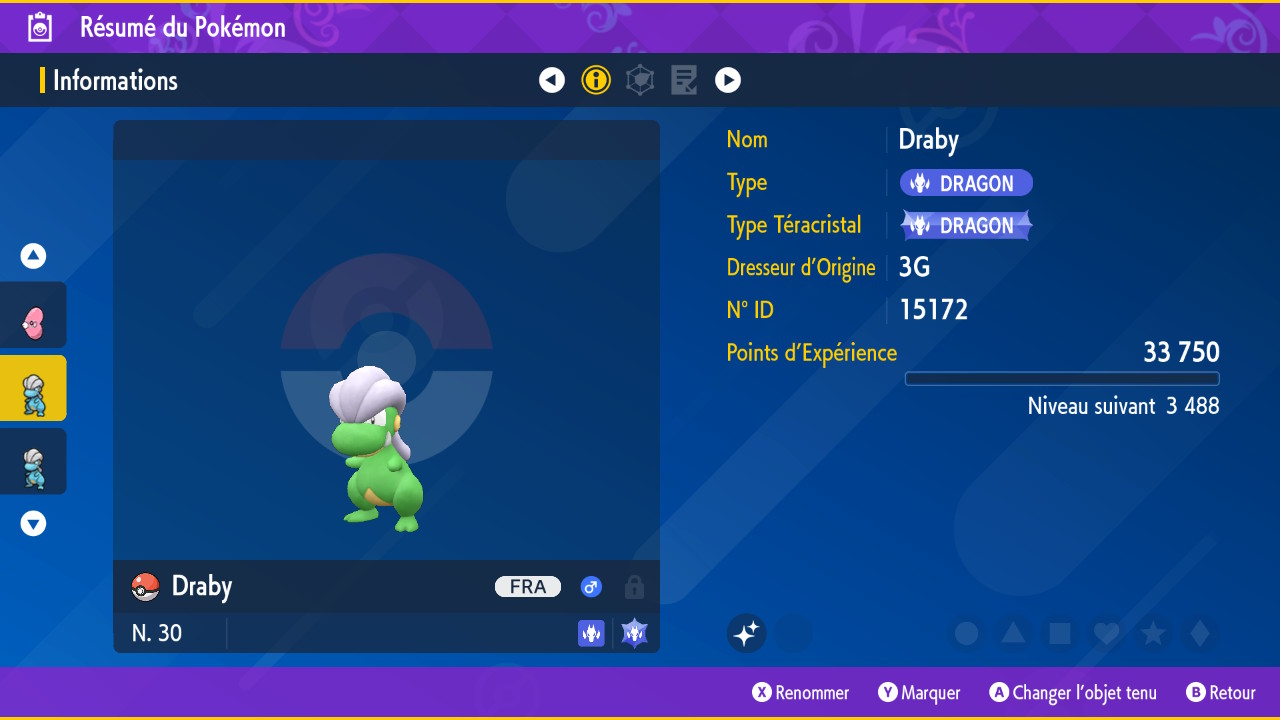 Résumé du Pokémon
Informations
Nom Draby
Type DRAGON
Type Téracristal DRAGON
Dresseur d'Origine 3G
N° ID 15172
Points d'Expérience 33 750
Niveau suivant 3 488
Draby FRA
N. 30
X Renommer Y Marquer A Changer l'objet tenu B Retour